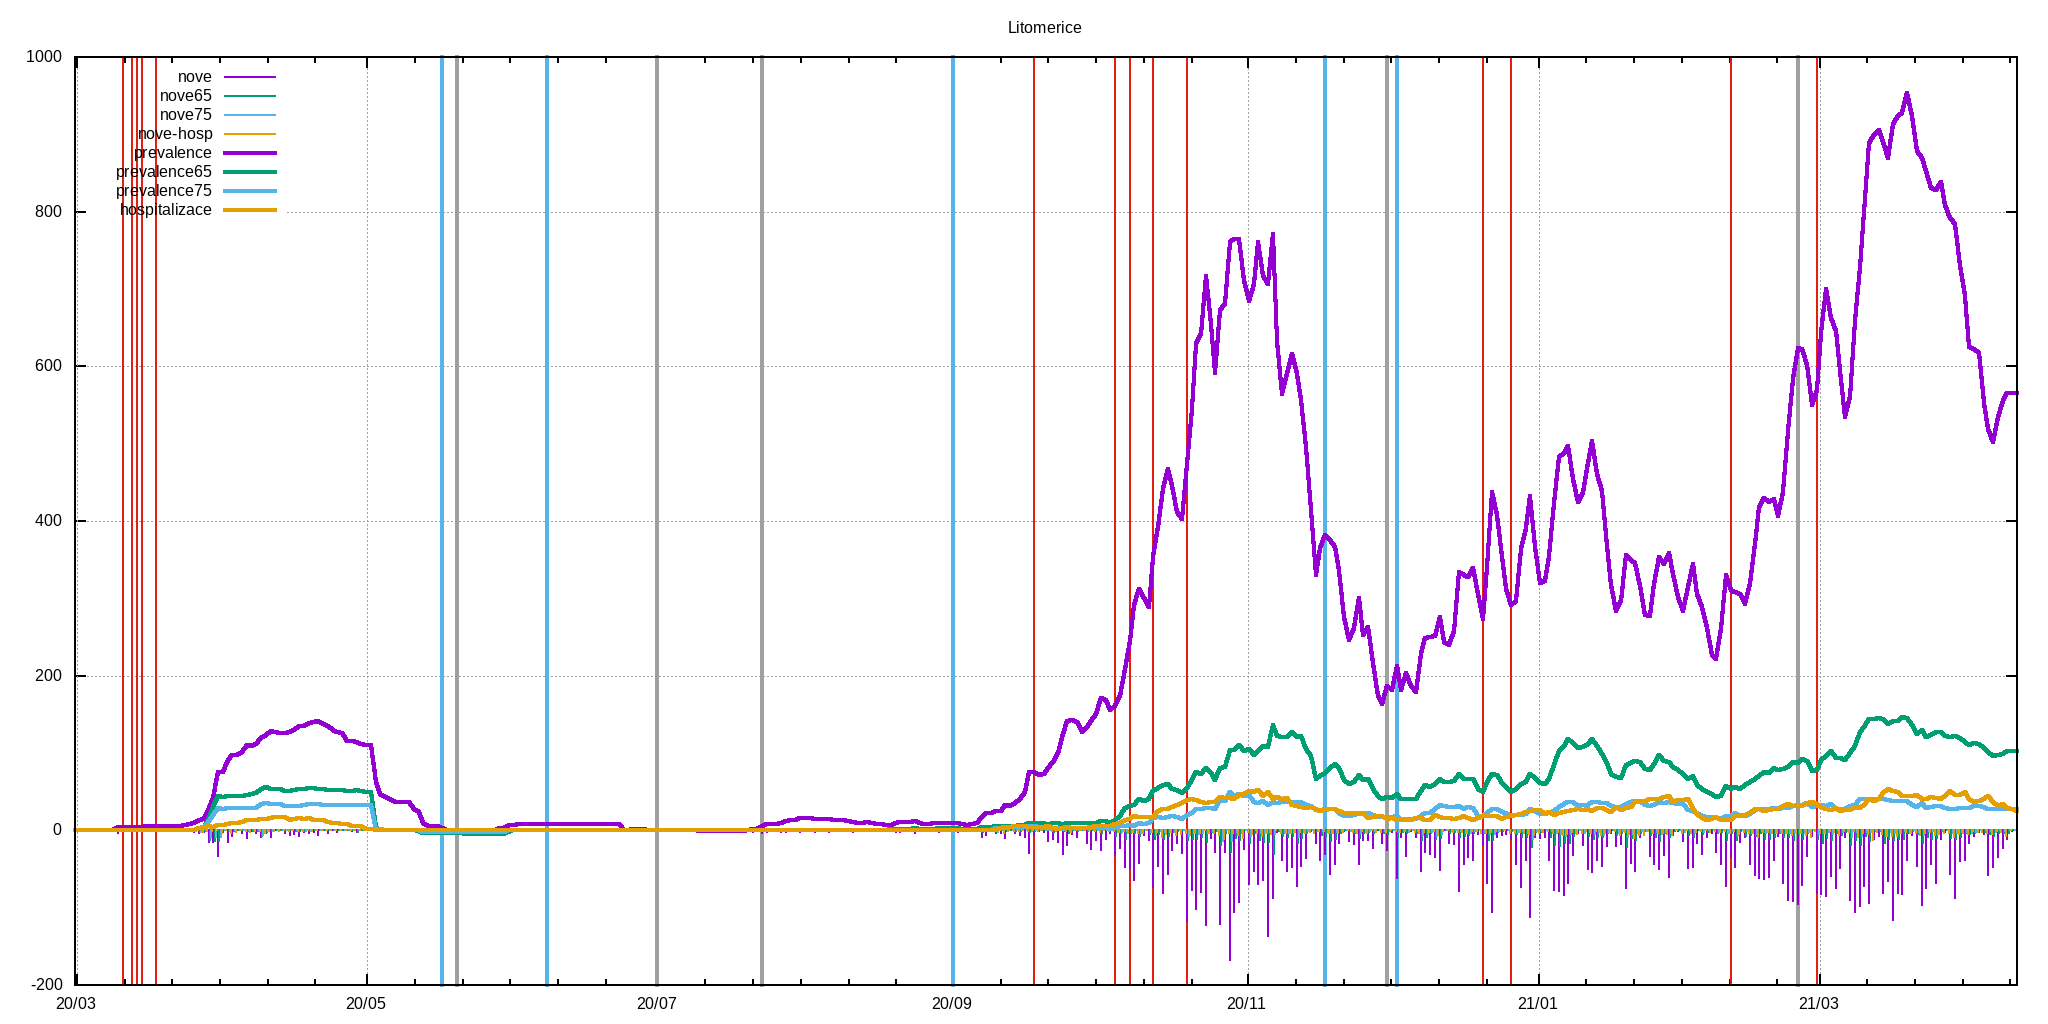 Litomerice
1000
800
600
400
200
0
-200
nove
nove65
nove75
nove-hosp
prevalence
prevalence65
prevalence75
hospitalizace
20/03
20/05
20/07
20/09
20/11
21/01
21/03